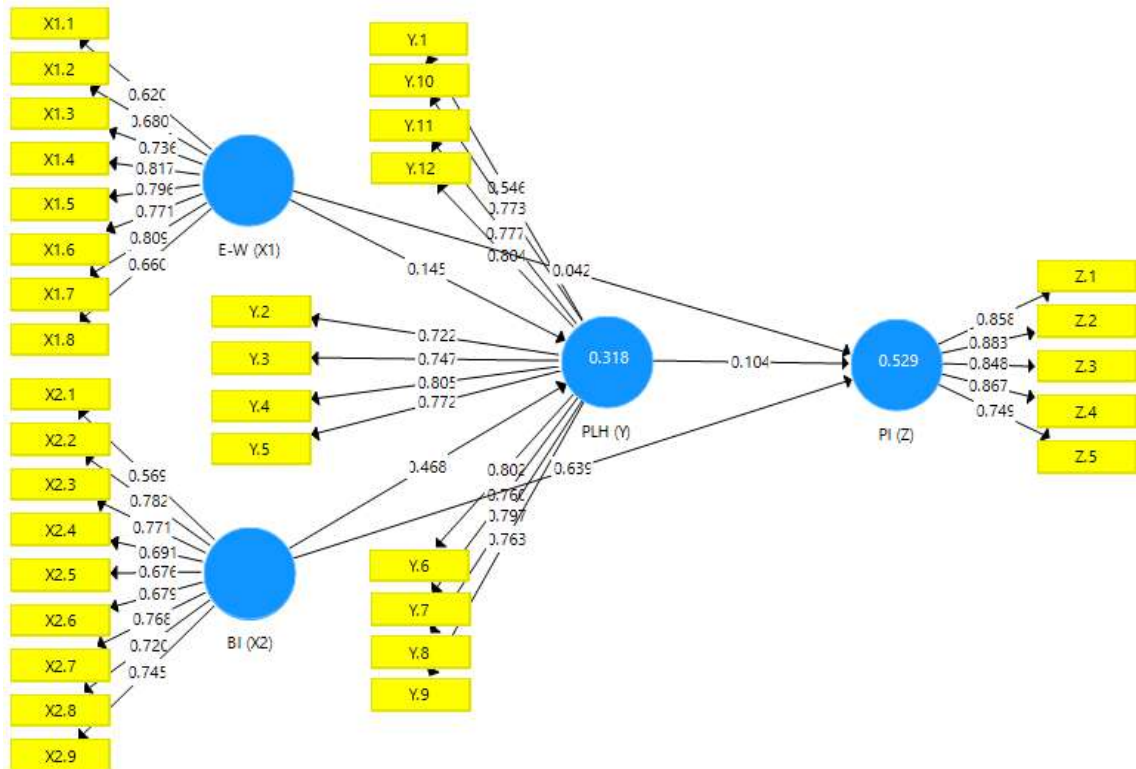 X1.1
X1.2
X1.3
X1.4
X1.5
X1.6
X1.7
X1.8
0.620
0.680
0.736
0.817
0.796
0.771
0.809
0.660
E-W (X1)
Y.1
Y.10
Y.11
Y.12
0.546
0.773
0.777
0.804
0.145
0.042
Y.2
Y.3
Y.4
Y.5
0.722
0.747
0.805
0.772
0.318
PLH (Y)
0.104
0.529
PI (Z)
0.858
0.883
0.848
0.867
0.749
Z.1
Z.2
Z.3
Z.4
Z.5
X2.1
X2.2
X2.3
X2.4
X2.5
X2.6
X2.7
X2.8
X2.9
0.569
0.782
0.771
0.691
0.676
0.679
0.768
0.720
0.745
BI (X2)
0.468
0.639
0.802
0.760
0.797
0.763
Y.6
Y.7
Y.8
Y.9